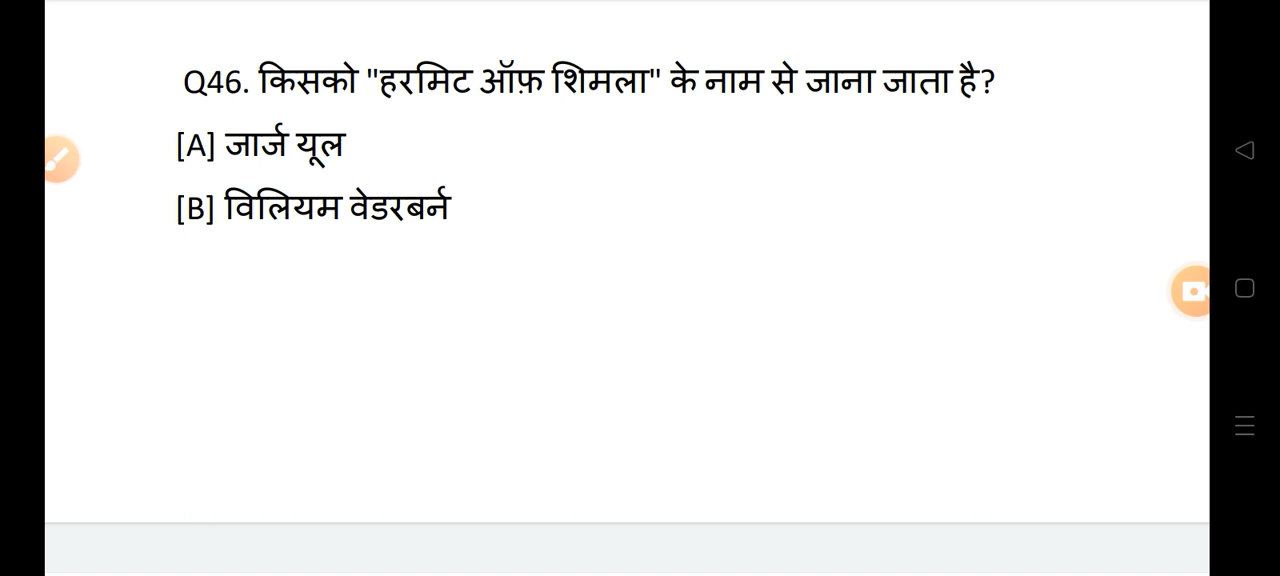 Q46. किसको "हरमिट ऑफ़ शिमला" के नाम से जाना जाता है?
[A] जार्ज यूल
[B] विलियम वेडरबर्न